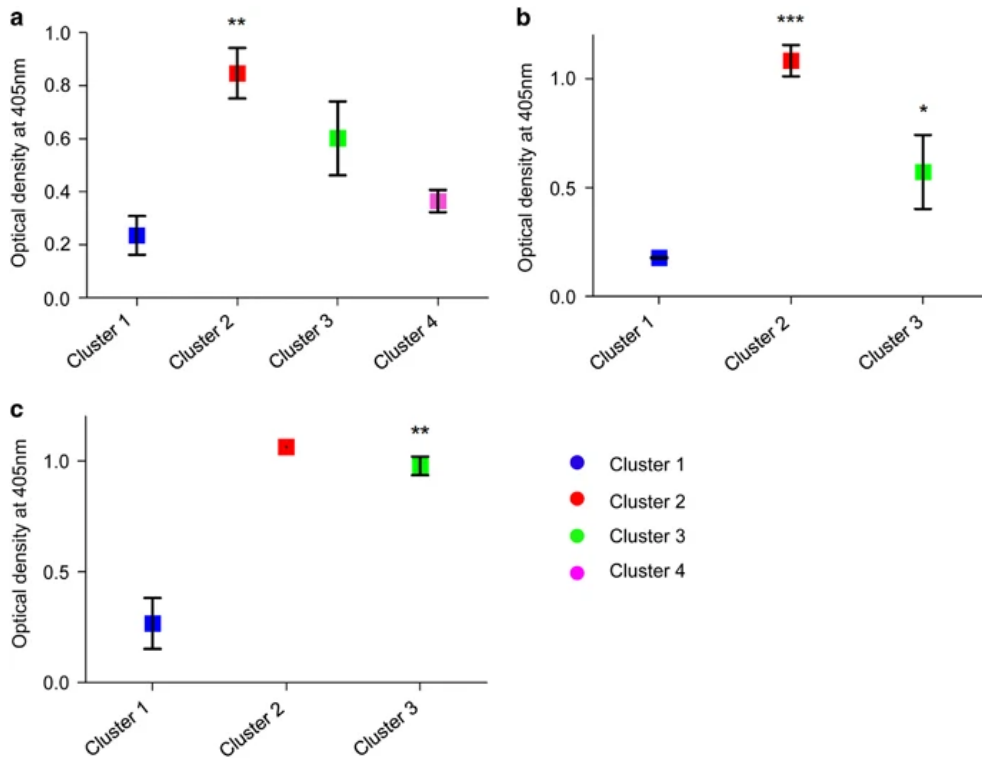 a
**
Optical density at 405nm
1.0
0.8
0.6
0.4
0.2
0.0
Cluster 1
Cluster 2
Cluster 3
Cluster 4
b
***
*
Optical density at 405nm
1.0
0.5
0.0
Cluster 1
Cluster 2
Cluster 3
c
**
Optical density at 405nm
1.0
0.5
0.0
Cluster 1
Cluster 2
Cluster 3
Cluster 1
Cluster 2
Cluster 3
Cluster 4